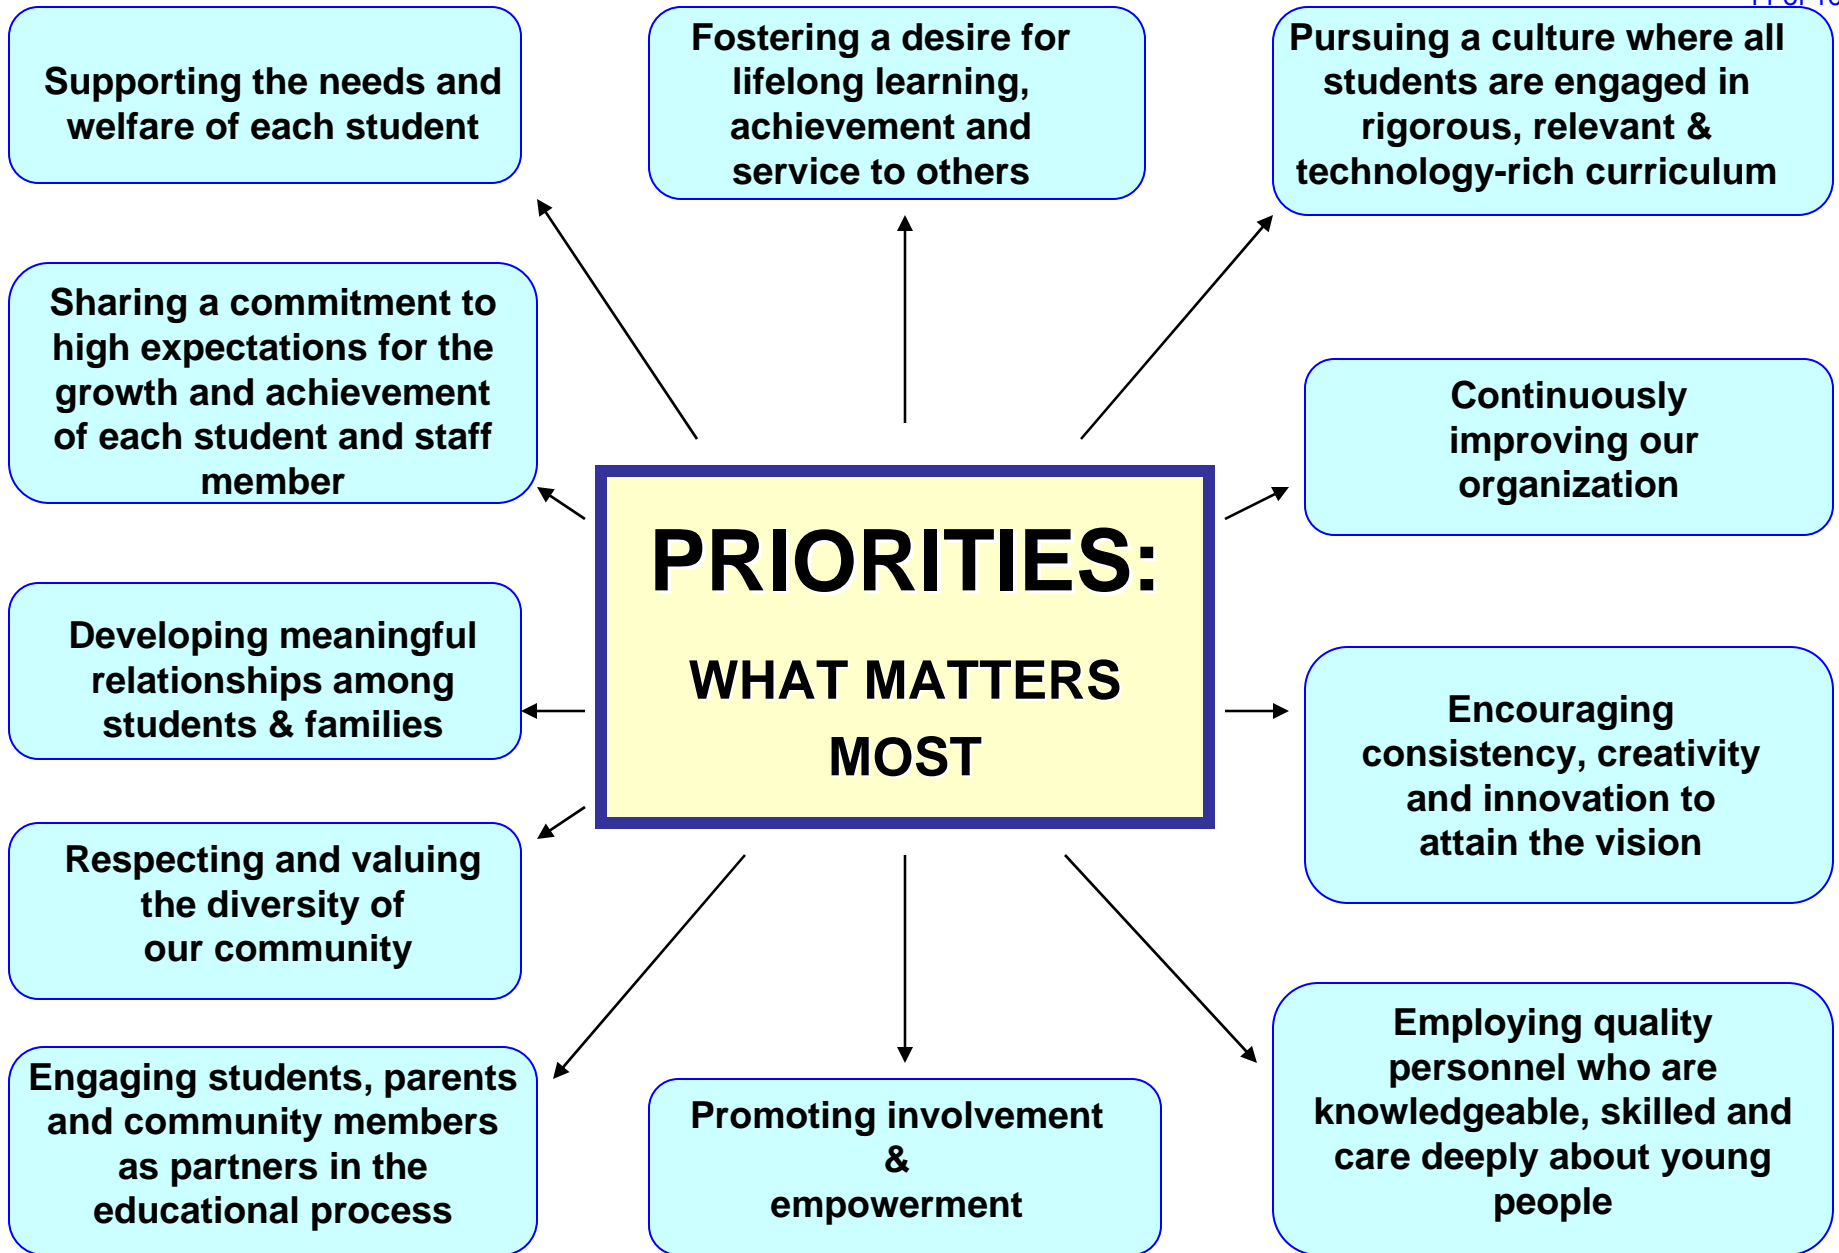 Supporting the needs and
welfare of each student
Fostering a desire for
lifelong learning,
achievement and
service to others
Pursuing a culture where all
students are engaged in
rigorous, relevant &
technology-rich curriculum
Sharing a commitment to
high expectations for the
growth and achievement
of each student and staff
member
Continuously
improving our
organization
PRIORITIES:
WHAT MATTERS
MOST
Developing meaningful
relationships among
students & families
Encouraging
consistency, creativity
and innovation to
attain the vision
Respecting and valuing
the diversity of
our community
Engaging students, parents
and community members
as partners in the
educational process
Promoting involvement
&
empowerment
Employing quality
personnel who are
knowledgeable, skilled and
care deeply about young
people